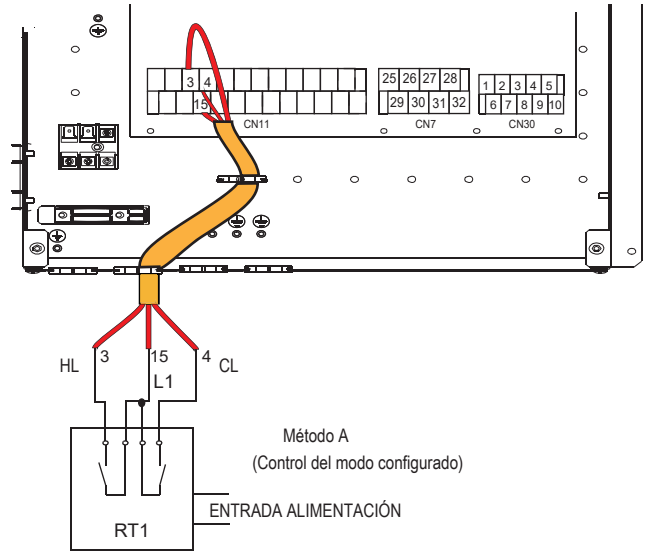 3 4
15
CN11
25 26 27 28
29 30 31 32
CN7
1 2 3 4 5
6 7 8 9 10
CN30
HL 3 15 4 CL
L1
Método A
(Control del modo configurado)
ENTRADA ALIMENTACIÓN
RT1